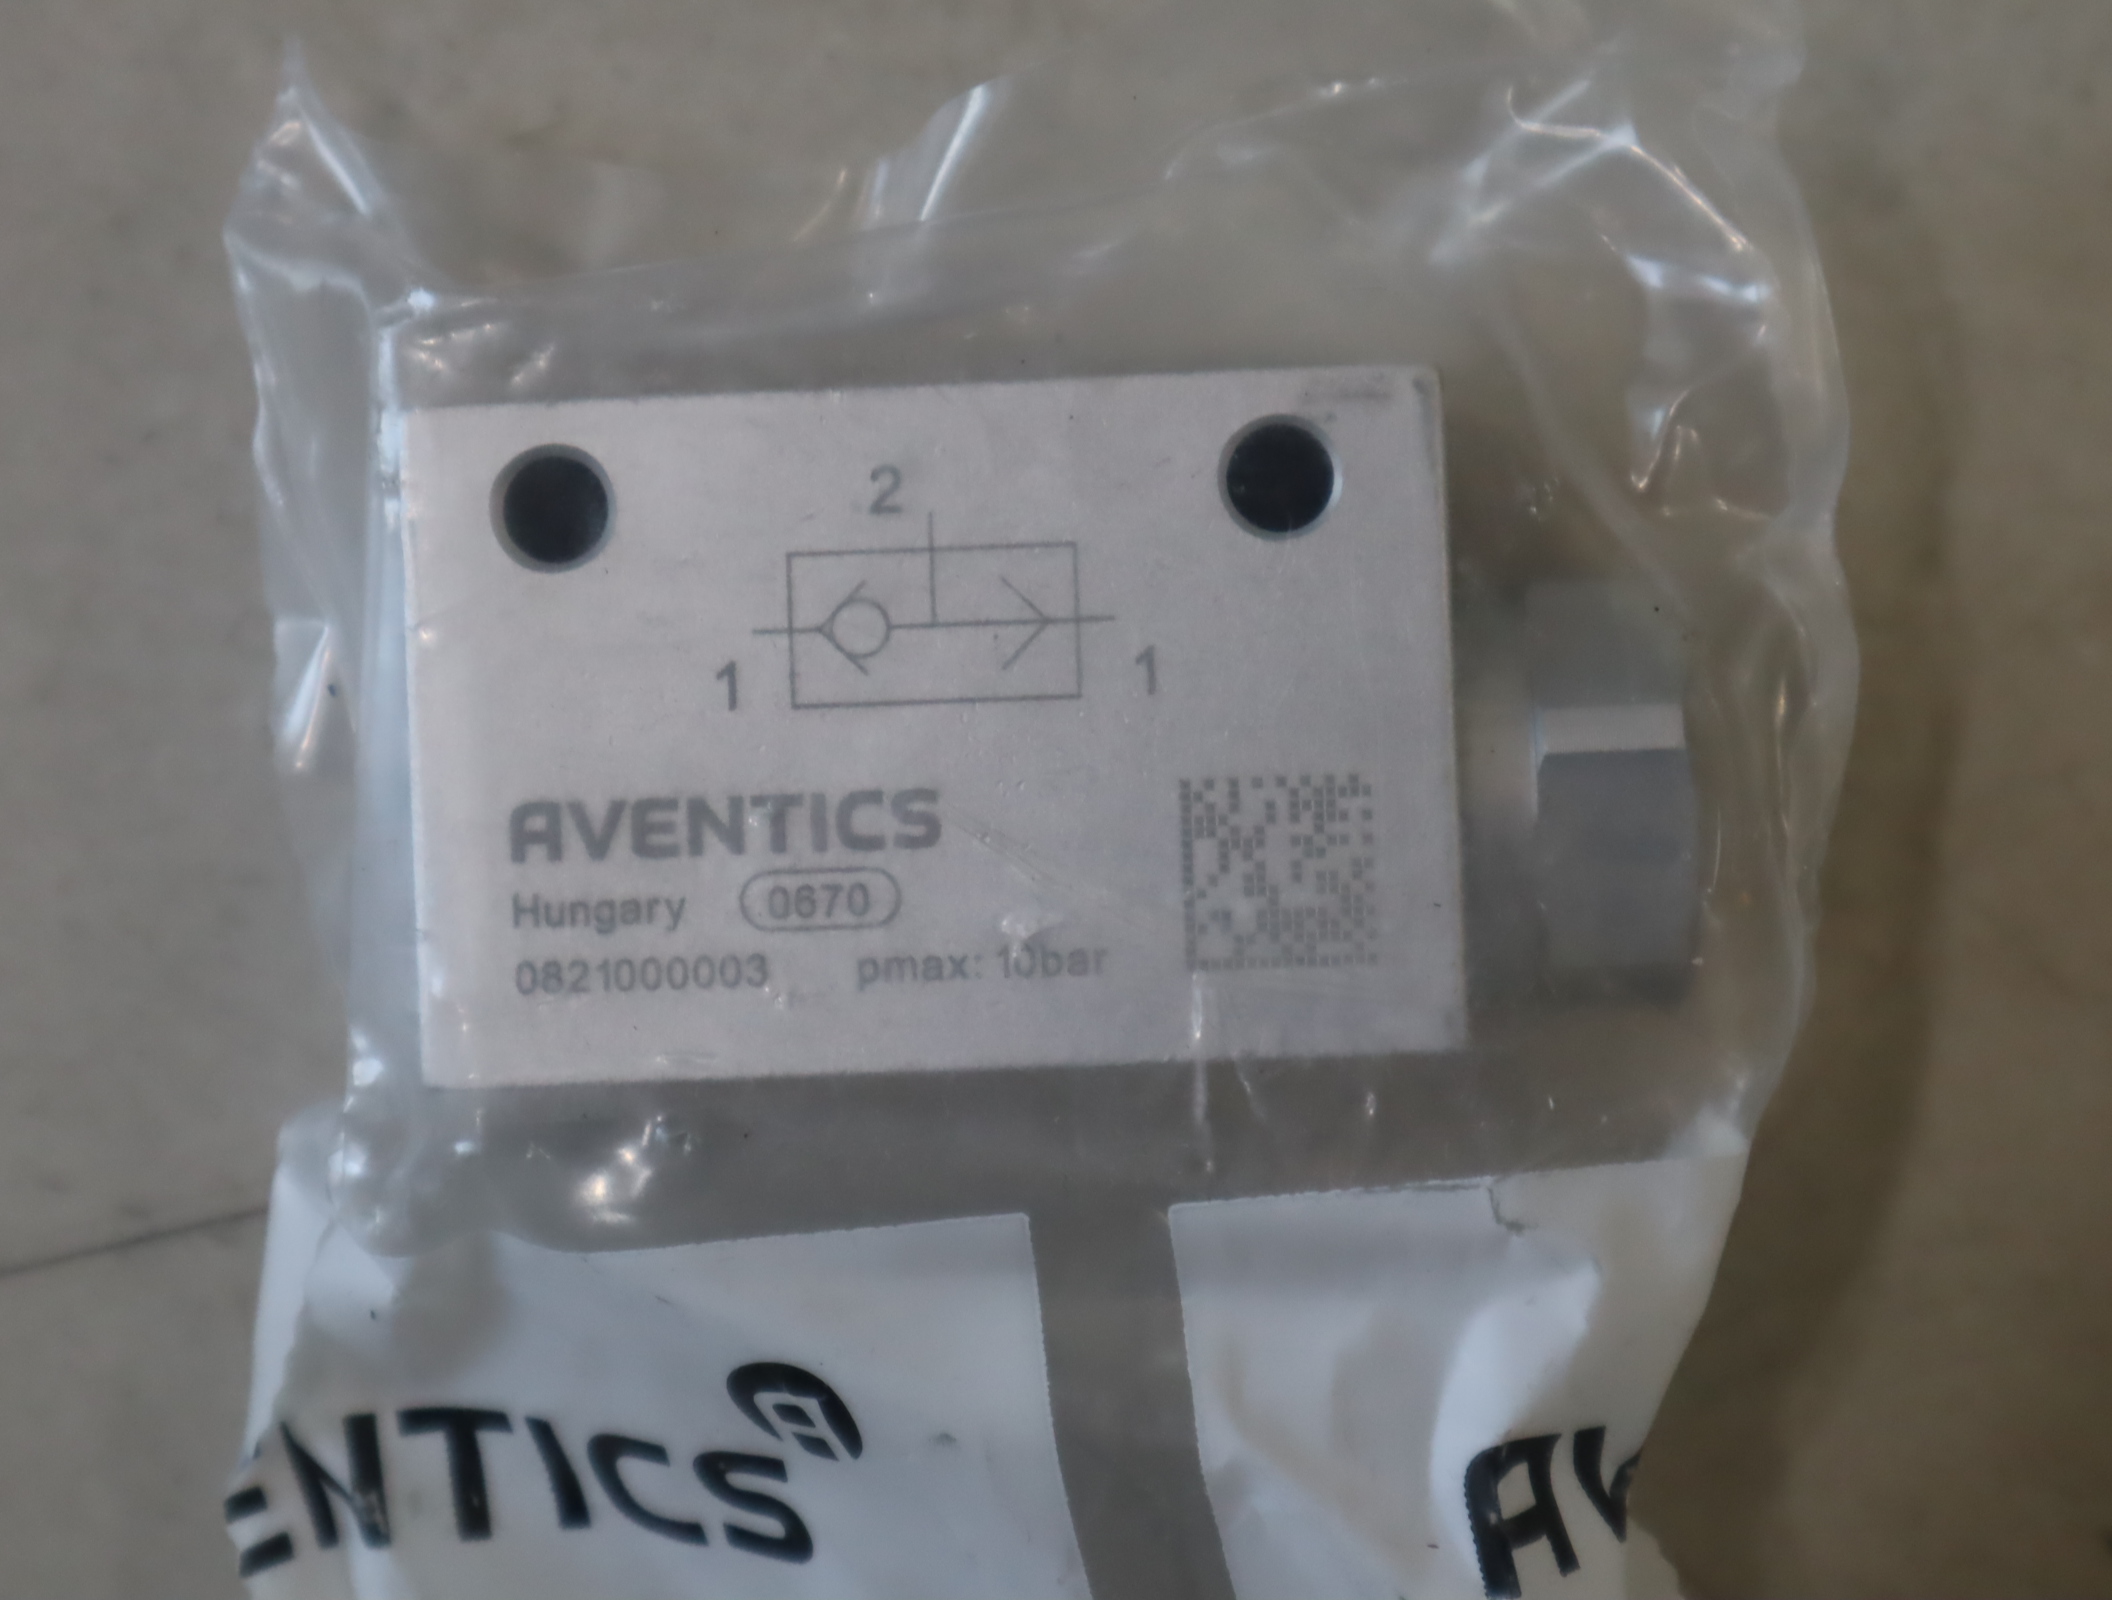 2
1 1
AVENTICS
Hungary 0670
0821000003 pmax: 10bar
ENTICS
AV